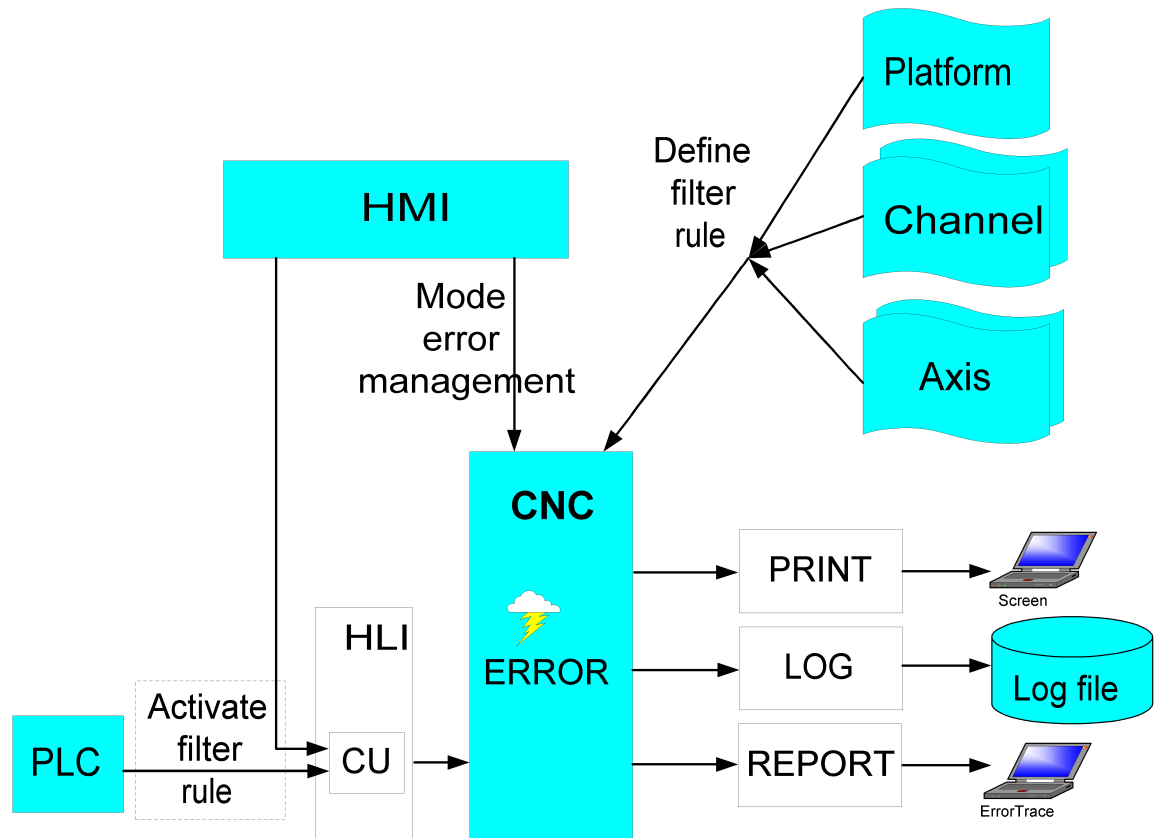 Platform
Define
filter
rule
HMI
Channel
Mode
error
management
Axis
CNC
PRINT
Screen
HLI
ERROR
LOG
Log file
Activate
filter
rule
PLC
CU
REPORT
ErrorTrace